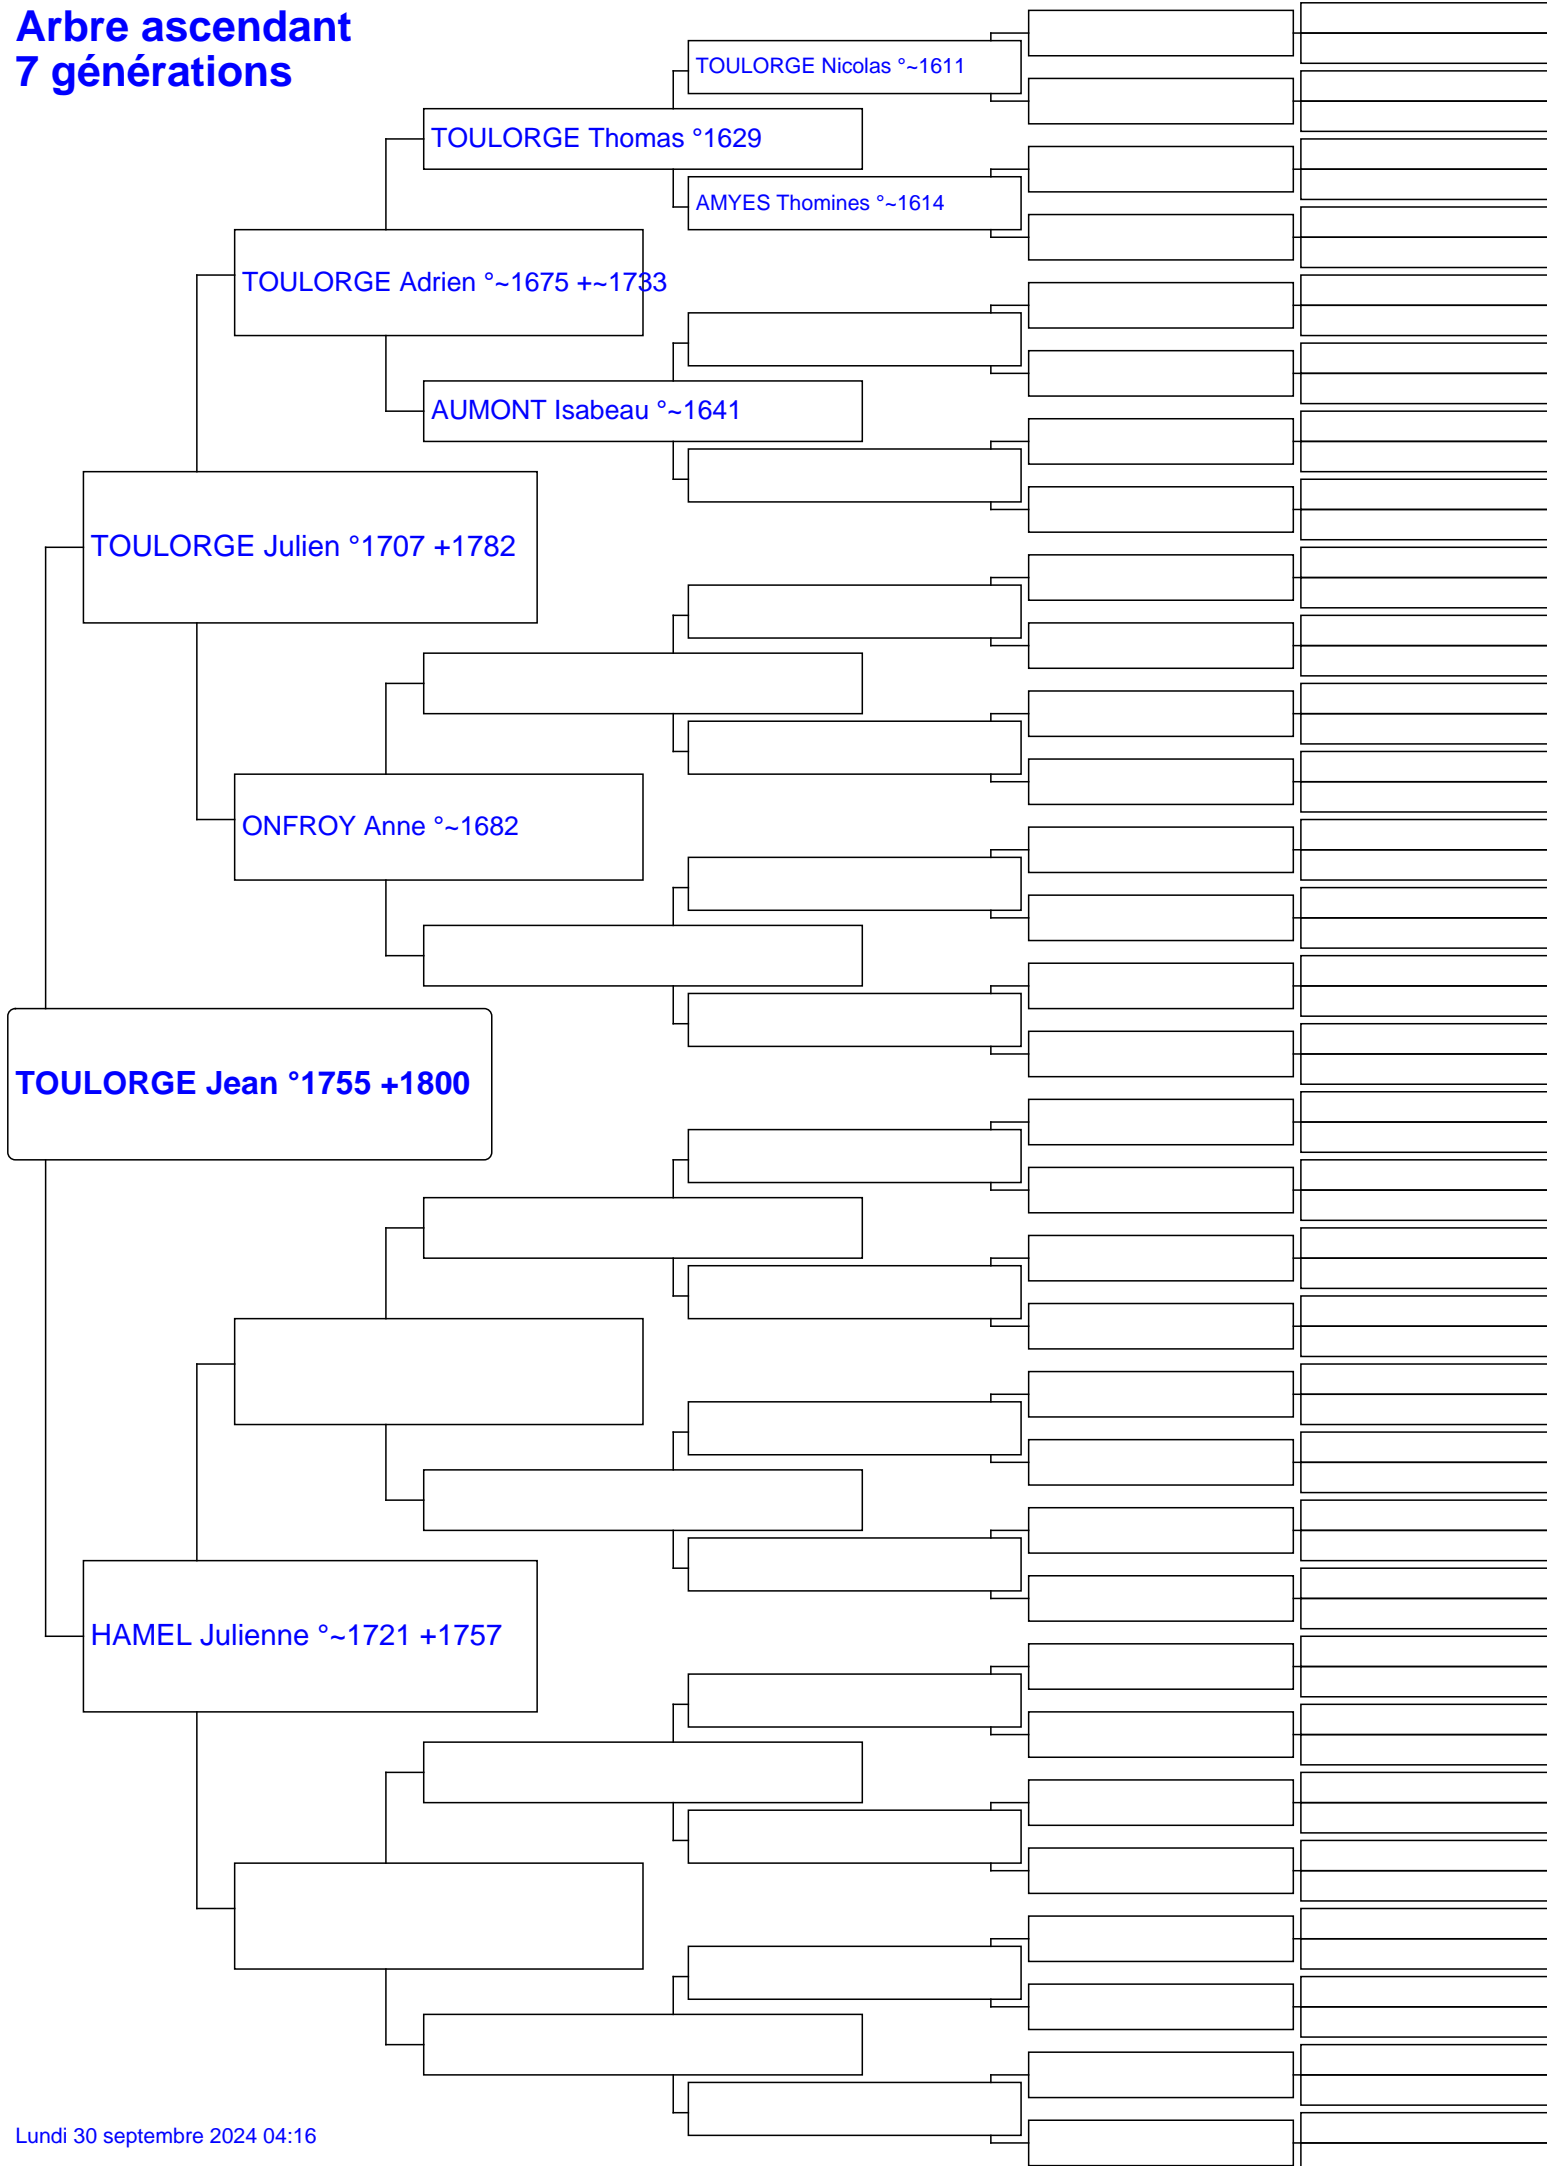 Arbre ascendant
7 générations
TOULORGE Nicolas °~1611
TOULORGE Thomas °1629
AMYES Thomines °~1614
TOULORGE Adrien °~1675 +~1733
AUMONT Isabeau °~1641
TOULORGE Julien °1707 +1782
ONFROY Anne °~1682
TOULORGE Jean °1755 +1800
HAMEL Julienne °~1721 +1757
Lundi 30 septembre 2024 04:16